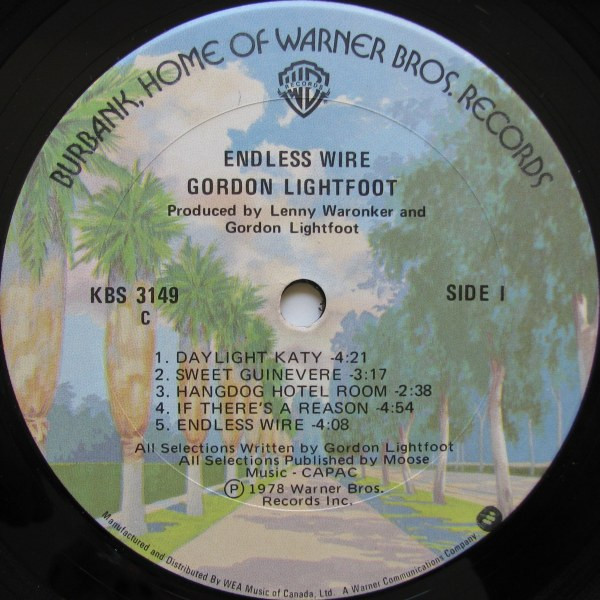 BURBANK, HOME OF WARNER BROS. RECORDS
W
RECORDS
ENDLESS WIRE
GORDON LIGHTFOOT
Produced by Lenny Waronker and
Gordon Lightfoot
KBS 3149
C
SIDE I
1. DAYLIGHT KATY -4:21
2. SWEET GUINEVERE -3:17
3. HANGDOG HOTEL ROOM -2:38
4. IF THERE'S A REASON -4:54
5. ENDLESS WIRE -4:08
All Selections Written by Gordon Lightfoot
All Selections Published by Moose
Music - CAPAC
Ⓟ 1978 Warner Bros.
Records Inc.
Manufactured and Distributed By WEA Music of Canada, Ltd. A Warner Communications Company.